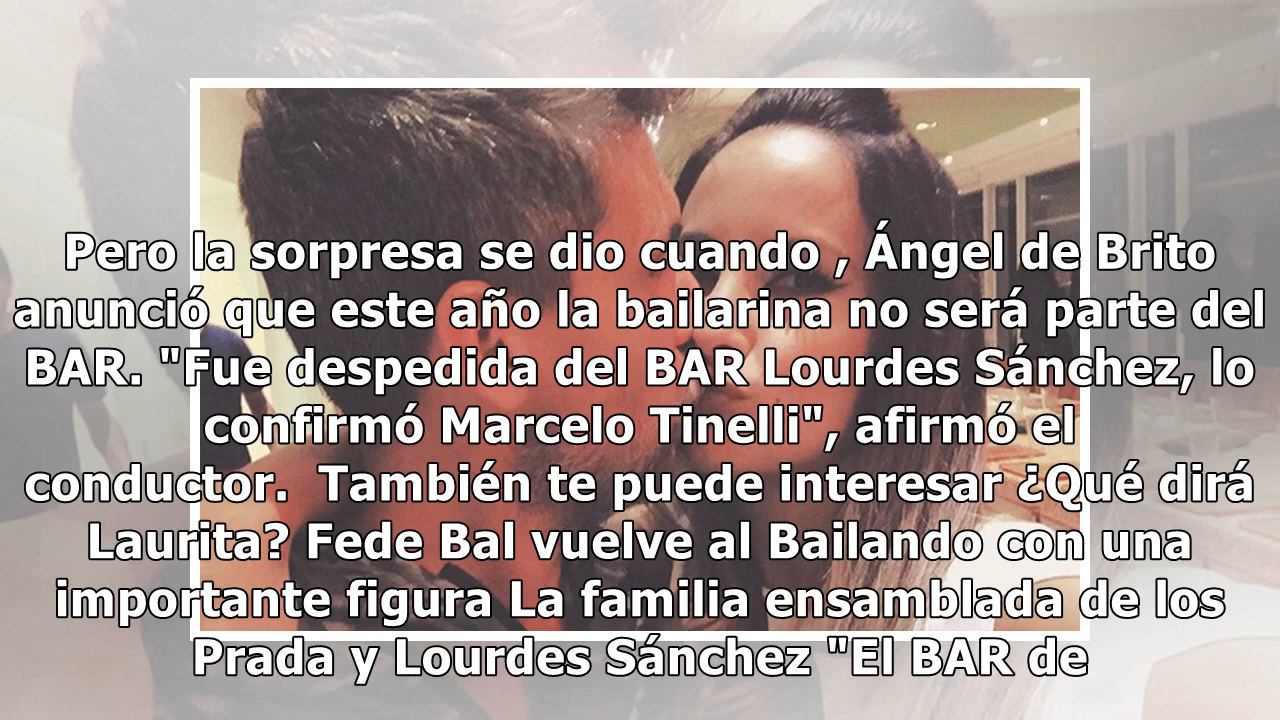 Pero la sorpresa se dio cuando , Ángel de Brito
anunció que este año la bailarina no será parte del
BAR. "Fue despedida del BAR Lourdes Sánchez, lo
confirmó Marcelo Tinelli", afirmó el
conductor.  También te puede interesar ¿Qué dirá
Laurita? Fede Bal vuelve al Bailando con una
importante figura La familia ensamblada de los
Prada y Lourdes Sánchez "El BAR de